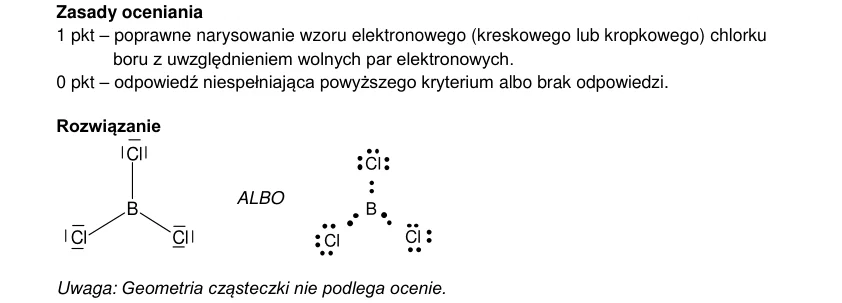 Zasady oceniania
1 pkt – poprawne narysowanie wzoru elektronowego (kreskowego lub kropkowego) chlorku
boru z uwzględnieniem wolnych par elektronowych.
0 pkt – odpowiedź niespełniająca powyższego kryterium albo brak odpowiedzi.
Rozwiązanie
Cl Cl
ALBO
B B
Cl Cl Cl Cl
Uwaga: Geometria cząsteczki nie podlega ocenie.